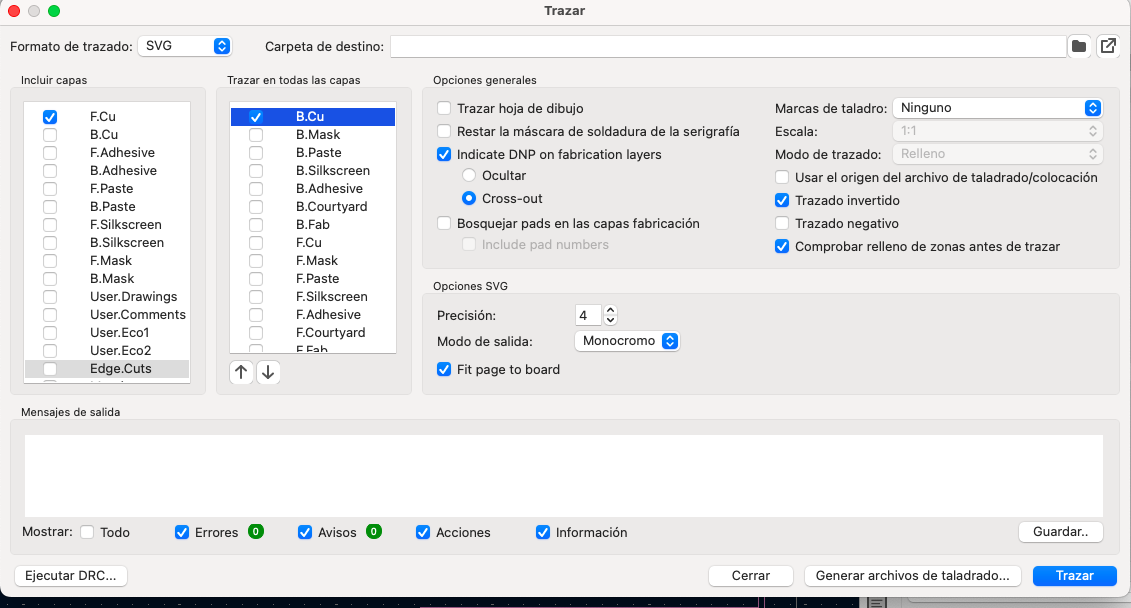 Trazar
Formato de trazado: SVG Carpeta de destino:
Incluir capas
F.Cu
B.Cu
F.Adhesive
B.Adhesive
F.Paste
B.Paste
F.Silkscreen
B.Silkscreen
F.Mask
B.Mask
User.Drawings
User.Comments
User.Eco1
User.Eco2
Edge.Cuts
Trazar en todas las capas
B.Cu
B.Mask
B.Paste
B.Silkscreen
B.Adhesive
B.Courtyard
B.Fab
F.Cu
F.Mask
F.Paste
F.Silkscreen
F.Adhesive
F.Courtyard
F.Fab
Opciones generales
Trazar hoja de dibujo
Restar la máscara de soldadura de la serigrafía
Indicate DNP on fabrication layers
Ocultar
Cross-out
Bosquejar pads en las capas fabricación
Include pad numbers
Marcas de taladro: Ninguno
Escala: 1:1
Modo de trazado: Relleno
Usar el origen del archivo de taladrado/colocación
Trazado invertido
Trazado negativo
Comprobar relleno de zonas antes de trazar
Opciones SVG
Precisión: 4
Modo de salida: Monocromo
Fit page to board
Mensajes de salida
Mostrar: Todo Errores 0 Avisos 0 Acciones Información Guardar..
Ejecutar DRC... Cerrar Generar archivos de taladrado... Trazar